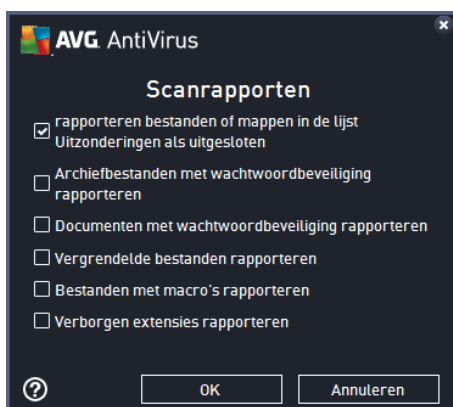 AVG. AntiVirus
Scanrapporten
rapporteren bestanden of mappen in de lijst
Uitzonderingen als uitgesloten
Archiefbestanden met wachtwoordbeveiliging
rapporteren
Documenten met wachtwoordbeveiliging rapporteren
Vergrendelde bestanden rapporteren
Bestanden met macro's rapporteren
Verborgen extensies rapporteren
?
OK
Annuleren